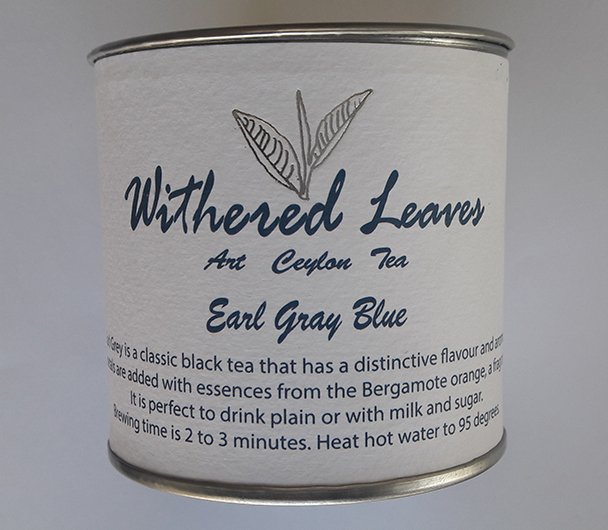 Withered Leaves
Art Ceylon Tea
Earl Gray Blue
Grey is a classic black tea that has a distinctive flavour and
are added with essences from the Bergamote orange, a
It is perfect to drink plain or with milk and sugar.
Brewing time is 2 to 3 minutes. Heat hot water to 95 degrees